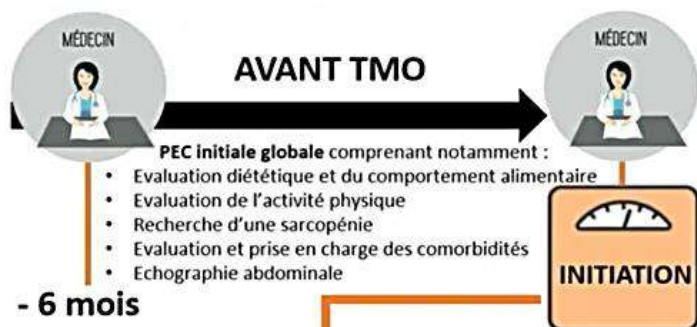 MÉDECIN
MÉDECIN
AVANT TMO
PEC initiale globale comprenant notamment :
• Evaluation diététique et du comportement alimentaire
• Evaluation de l'activité physique
• Recherche d'une sarcopénie
• Evaluation et prise en charge des comorbidités
• Echographie abdominale
INITIATION
- 6 mois